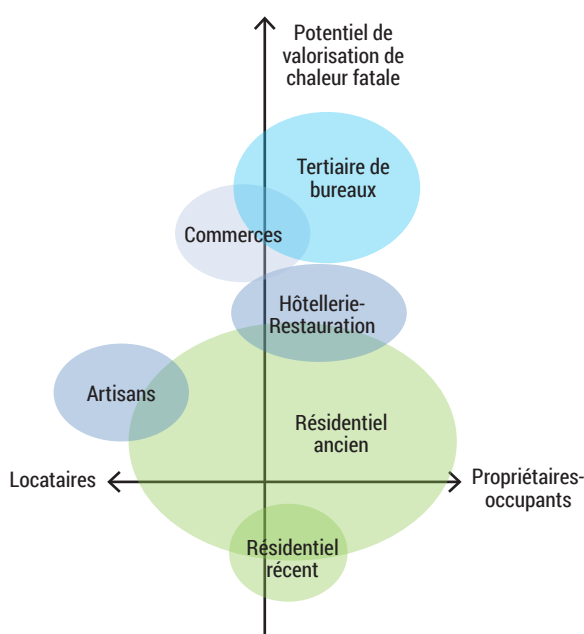 Potentiel de
valorisation de
chaleur fatale
Tertiaire de
bureaux
Commerces
Hôtellerie-
Restauration
Artisans
Résidentiel
ancien
Locataires
Propriétaires-
occupants
Résidentiel
récent